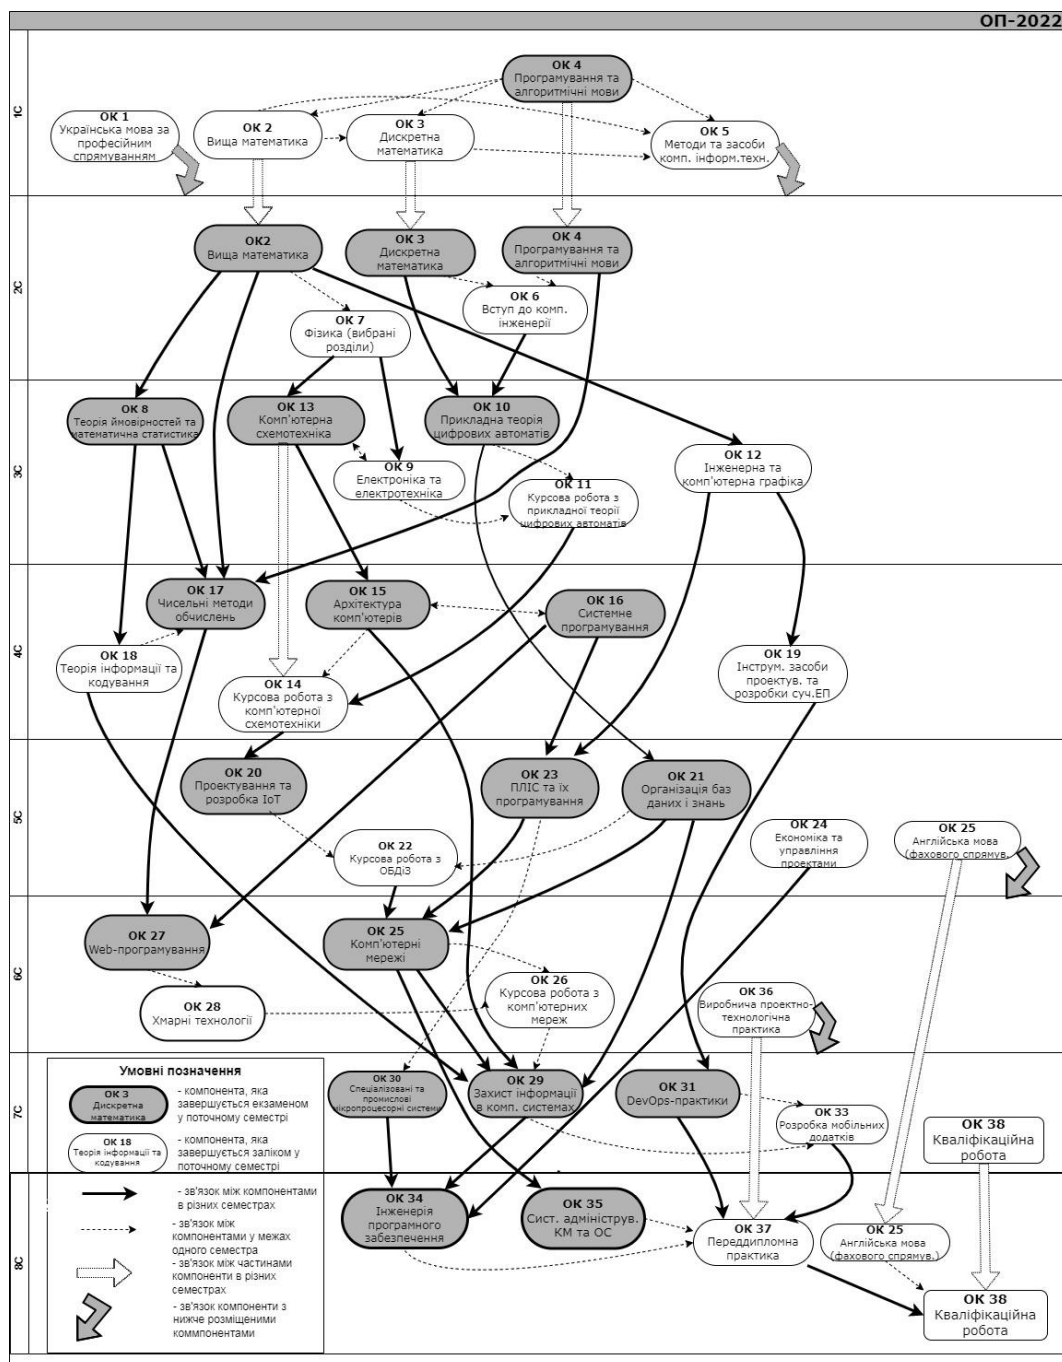 ОП-2022
1С
ОК 4
Програмування та
алгоритмічні мови
ОК 1
Українська мова за
професійним
спрямуванням
ОК 2
Вища математика
ОК 3
Дискретна
математика
ОК 5
Методи та засоби
комп. інформ.техн.
2С
ОК2
Вища математика
ОК 3
Дискретна
математика
ОК 4
Програмування та
алгоритмічні мови
ОК 6
Вступ до комп.
інженерії
ОК 7
Фізика (вибрані
розділи)
3С
ОК 8
Теорія ймовірностей та
математична статистика
ОК 13
Комп'ютерна
схемотехніка
ОК 10
Прикладна теорія
цифрових автоматів
ОК 12
Інженерна та
комп'ютерна графіка
ОК 9
Електроніка та
електротехніка
ОК 11
Курсова робота з
прикладної теорії
цифрових автоматів
4С
ОК 17
Чисельні методи
обчислень
ОК 15
Архітектура
комп'ютерів
ОК 16
Системне
програмування
ОК 18
Теорія інформації та
кодування
ОК 14
Курсова робота з
комп'ютерної
схемотехніки
ОК 19
Інструм. засоби
проектув. та
розробки суч.ЕП
5С
ОК 20
Проектування та
розробка IoT
ОК 23
ПЛІС та їх
програмування
ОК 21
Організація баз
даних і знань
ОК 24
Економіка та
управління
проектами
ОК 25
Англійська мова
(фахового спрямув.
ОК 22
Курсова робота з
ОБДіЗ
6С
ОК 27
Web-програмування
ОК 25
Комп'ютерні
мережі
ОК 26
Курсова робота з
комп'ютерних
мереж
ОК 36
Виробнича проектно-
технологічна
практика
ОК 28
Хмарні технології
7С
ОК 30
Спеціалізовані та
промислові
мікропроцесорні системи
ОК 29
Захист інформації
в комп. системах
ОК 31
DevOps-практики
ОК 33
Розробка мобільних
додатків
ОК 38
Кваліфікаційна
робота
8С
ОК 34
Інженерія
програмного
забезпечення
ОК 35
Сист. адмініструв.
КМ та ОС
ОК 37
Переддипломна
практика
ОК 25
Англійська мова
(фахового спрямув.)
ОК 38
Кваліфікаційна
робота
Умовні позначення
ОК 3
Дискретна
математика
- компонента, яка
завершується екзаменом
у поточному семестрі
ОК 18
Теорія інформації та
кодування
- компонента, яка
завершується заліком у
поточному семестрі
- зв'язок між компонентами
в різних семестрах
- зв'язок між
компонентами у межах
одного семестра
- зв'язок між частинами
компоненти в різних
семестрах
- зв'язок компоненти з
нижче розміщеними
коммпонентами